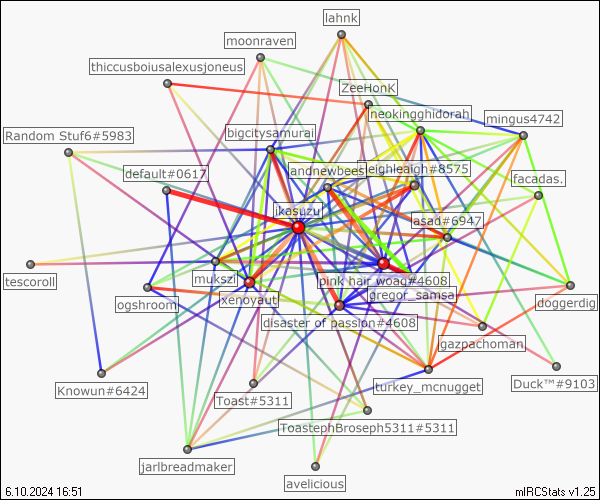 lahnk
moonraven
thiccusboiusalexusjoneus
ZeeHonK
neokingghidorah
mingus4742
bigcitysamurai
Random Stuf6#5983
default#0617
andnewbees
leighleaigh#8575
facadas.
jkasuzu
lasad#6947
tescoroll
mukszi
pink hair woag#4608
xenoyaut
gregor_samsa
ogshroom
doggerdig
disaster of passion#4608
gazpachoman
Knowun#6424
turkey_mcnugget
Duck™#9103
Toast#5311
ToastephBroseph5311#5311
jarlbreadmaker
avelicious
6.10.2024 16:51
mIRCStats v1.25